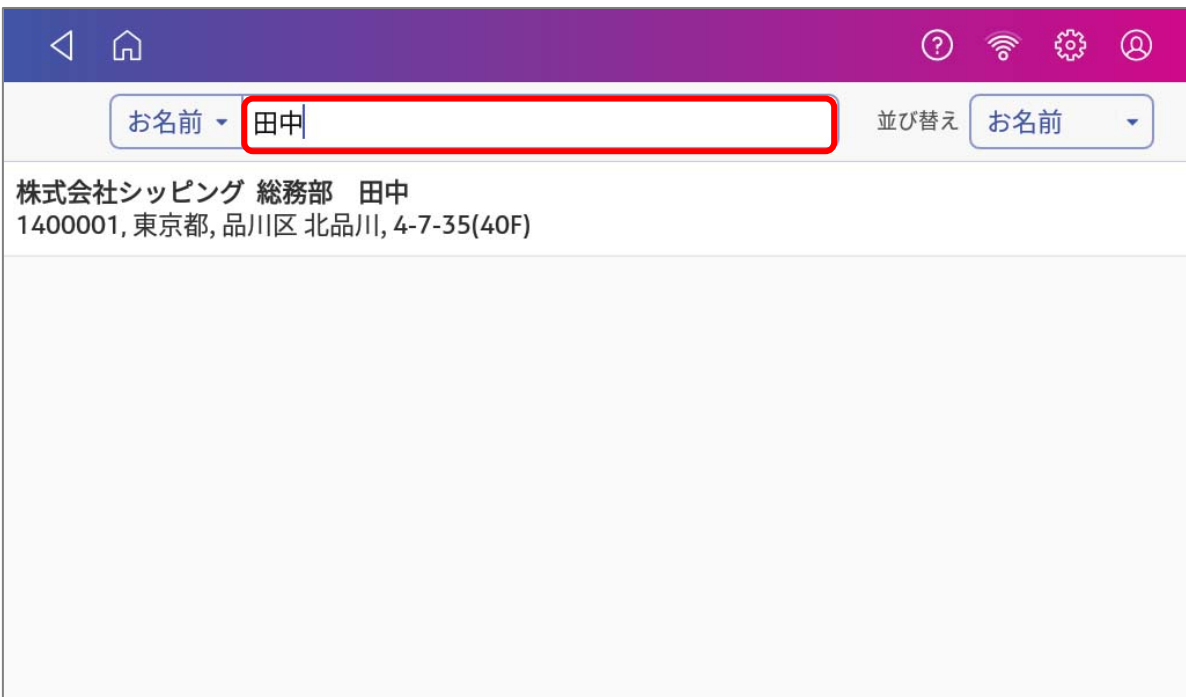 お名前 田中 並び替え お名前
株式会社シッピング 総務部　田中
1400001, 東京都, 品川区 北品川, 4-7-35(40F)